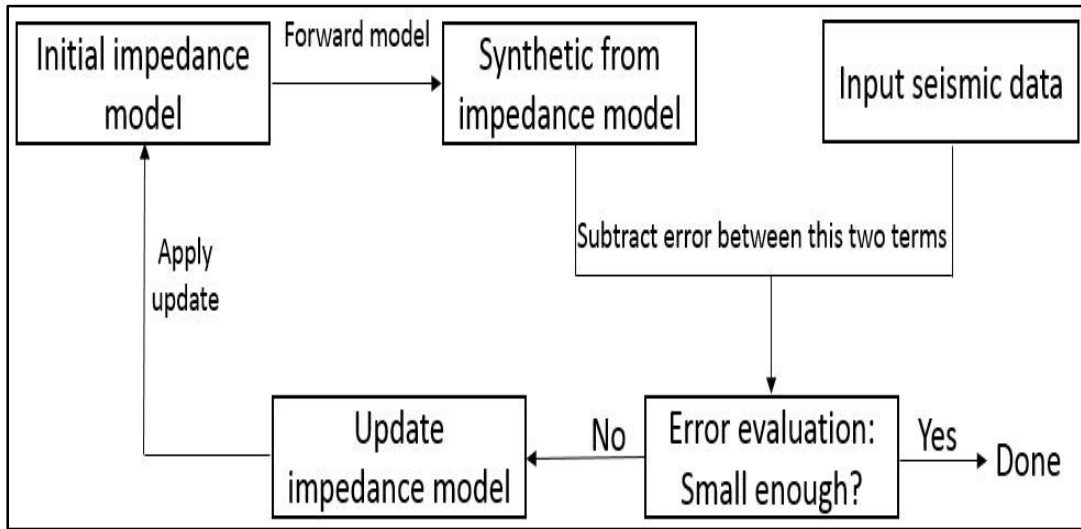 Initial impedance
model
Forward model
Synthetic from
impedance model
Input seismic data
Subtract error between this two terms
Apply
update
Update
impedance model
No
Error evaluation:
Small enough?
Yes
Done